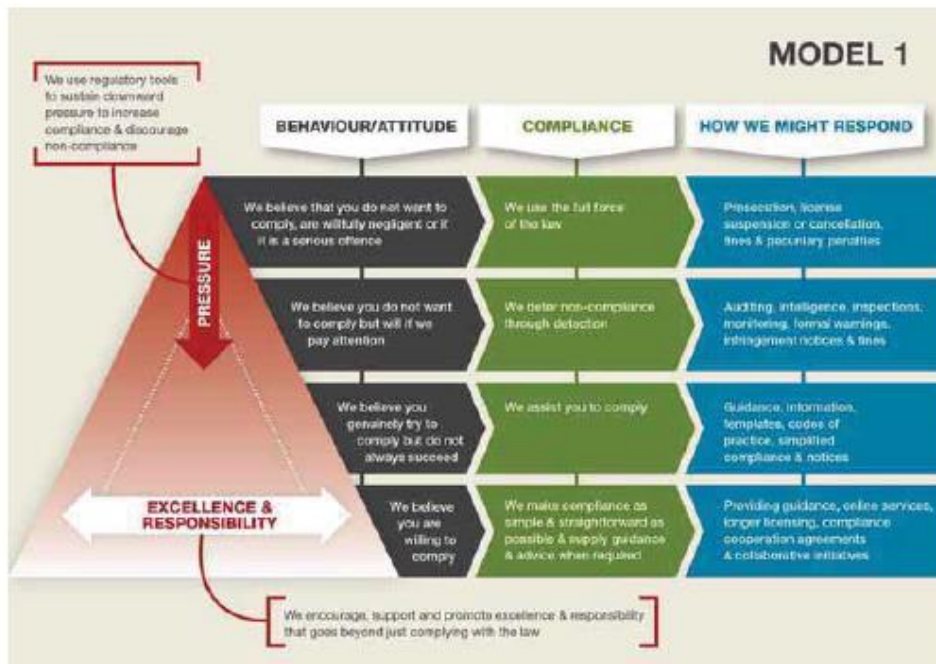 MODEL 1
We use regulatory tools
to sustain downward
pressure to increase
compliance & discourage
non-compliance
BEHAVIOUR/ATTITUDE
COMPLIANCE
HOW WE MIGHT RESPOND
We believe that you do not want to
comply, are willfully negligent or if
it is a serious offence
We use the full force
of the law
Prosecution, license
suspension or cancellation,
fines & pecuniary penalties
PRESSURE
We believe you do not want
to comply but will if we
pay attention
We deter non-compliance
through detection
Auditing, intelligence, inspections,
monitoring, formal warnings,
infringement notices & fines
We believe you
genuinely try to
comply but do not
always succeed
We assist you to comply
Guidance, information,
templates, codes of
practice, simplified
compliance & notices
EXCELLENCE &
RESPONSIBILITY
We believe
you are
willing to
comply
We make compliance as
simple & straightforward as
possible & supply guidance
& advice when required
Providing guidance, online services,
longer licensing, compliance
cooperation agreements
& collaborative initiatives
We encourage, support and promote excellence & responsibility
that goes beyond just complying with the law